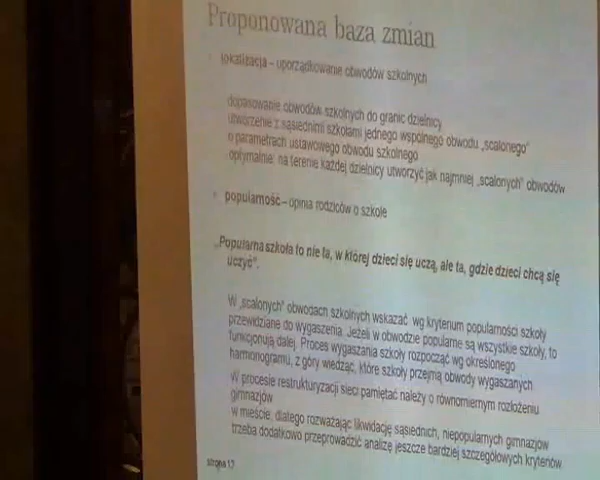 Proponowana baza zmian
lokalizacja – uporządkowanie obwodów szkolnych
dopasowanie obwodów szkolnych do granic dzielnicy
utworzenie z sąsiednimi szkołami jednego wspólnego obwodu „scalonego"
o parametrach ustawowego obwodu szkolnego
optymalnie: na terenie każdej dzielnicy utworzyć jak najmniej „scalonych" obwodów
popularność – opinia rodziców o szkole
„Popularna szkoła to nie ta, w której dzieci się uczą, ale ta, gdzie dzieci chcą się
uczyć".
W „scalonych" obwodach szkolnych wskazać wg kryterium popularności szkoły
przewidziane do wygaszenia. Jeżeli w obwodzie popularne są wszystkie szkoły, to
funkcjonują dalej. Proces wygaszania szkoły rozpocząć wg określonego
harmonogramu, z góry wiedząc, które szkoły przejmą obwody wygaszanych
W procesie restrukturyzacji sieci pamiętać należy o równomiernym rozłożeniu
gimnazjów
w mieście, dlatego rozważając likwidację sąsiednich, niepopularnych gimnazjów
trzeba dodatkowo przeprowadzić analizę jeszcze bardziej szczegółowych kryteriów
strona 12